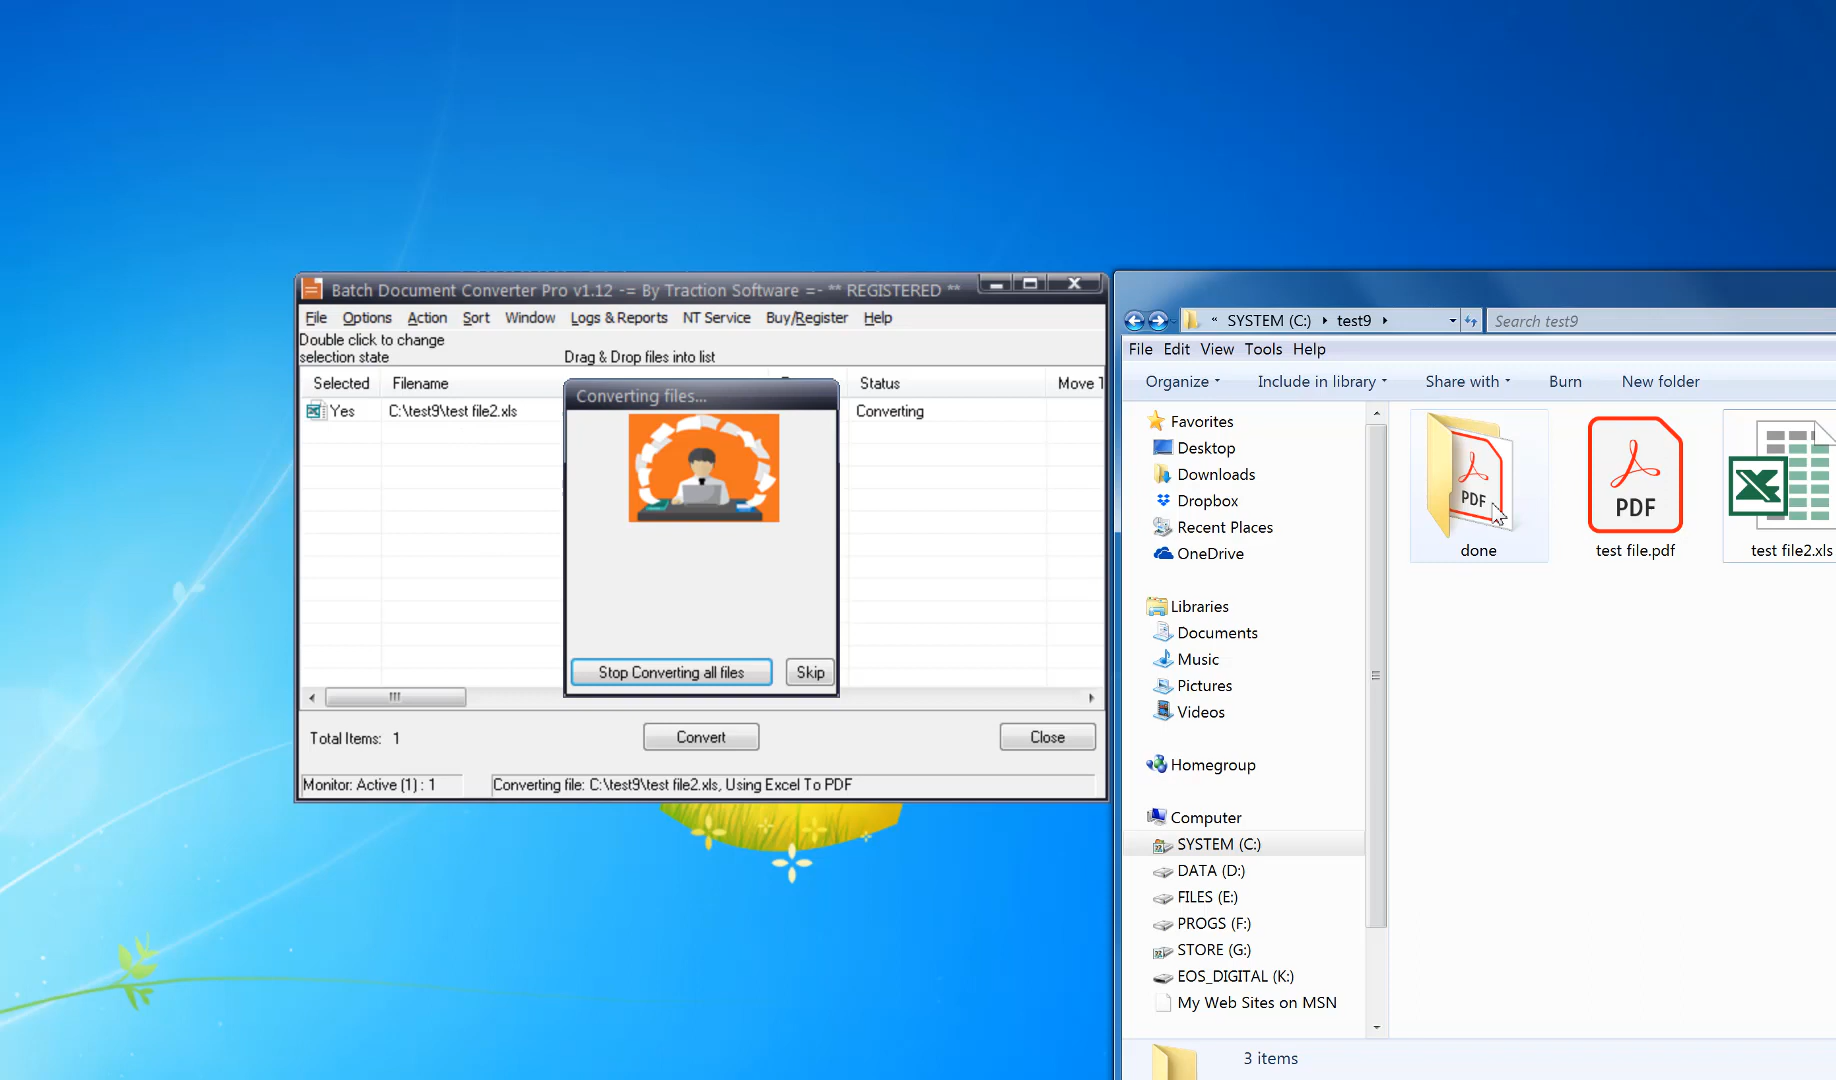 Batch Document Converter Pro v1.12 -= By Traction Software =- ** REGISTERED **
File Options Action Sort Window Logs & Reports NT Service Buy/Register Help
Double click to change
selection state
Drag & Drop files into list
Selected Filename Status Move
Yes C:\test9\test file2.xls Converting
Converting files...
Stop Converting all files Skip
Total Items: 1 Convert Close
Monitor: Active (1) : 1 Converting file: C:\test9\test file2.xls, Using Excel To PDF
« SYSTEM (C:) test9 Search test9
File Edit View Tools Help
Organize Include in library Share with Burn New folder
Favorites
Desktop
Downloads
Dropbox
Recent Places
OneDrive
Libraries
Documents
Music
Pictures
Videos
Homegroup
Computer
SYSTEM (C:)
DATA (D:)
FILES (E:)
PROGS (F:)
STORE (G:)
EOS_DIGITAL (K:)
My Web Sites on MSN
PDF PDF
done test file.pdf test file2.xls
3 items